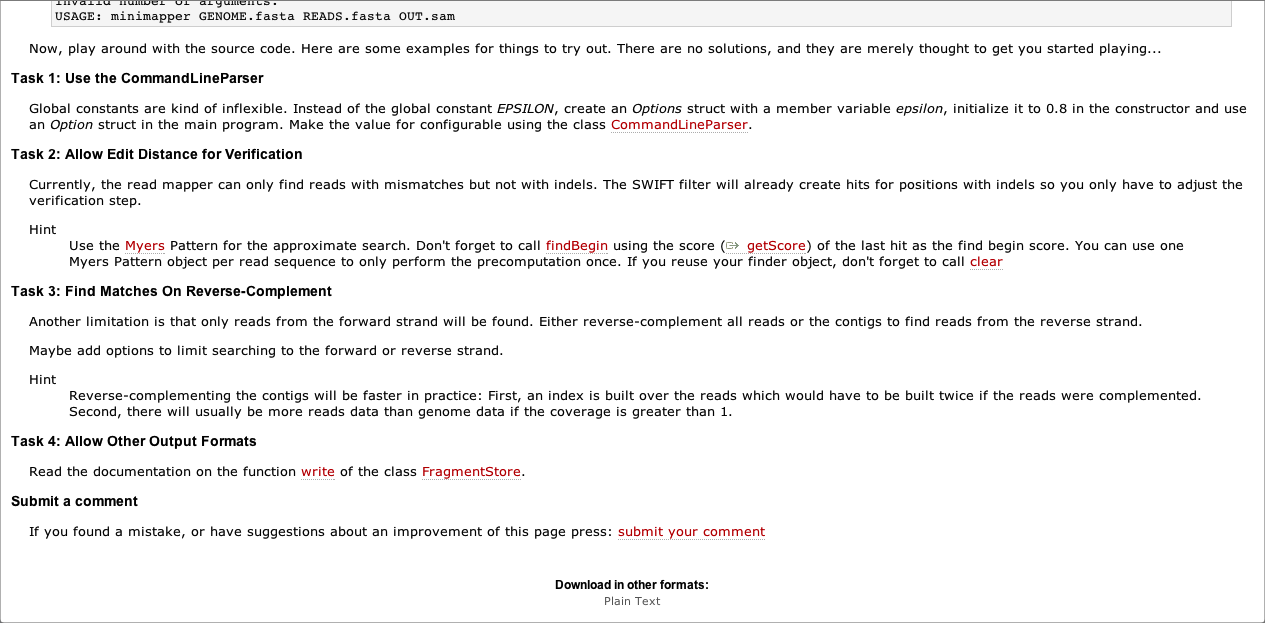 Invalid number of arguments.
USAGE: minimapper GENOME.fasta READS.fasta OUT.sam
Now, play around with the source code. Here are some examples for things to try out. There are no solutions, and they are merely thought to get you started playing...
Task 1: Use the CommandLineParser
Global constants are kind of inflexible. Instead of the global constant EPSILON, create an Options struct with a member variable epsilon, initialize it to 0.8 in the constructor and use
an Option struct in the main program. Make the value for configurable using the class CommandLineParser.
Task 2: Allow Edit Distance for Verification
Currently, the read mapper can only find reads with mismatches but not with indels. The SWIFT filter will already create hits for positions with indels so you only have to adjust the
verification step.
Hint
Use the Myers Pattern for the approximate search. Don't forget to call findBegin using the score (getScore) of the last hit as the find begin score. You can use one
Myers Pattern object per read sequence to only perform the precomputation once. If you reuse your finder object, don't forget to call clear
Task 3: Find Matches On Reverse-Complement
Another limitation is that only reads from the forward strand will be found. Either reverse-complement all reads or the contigs to find reads from the reverse strand.
Maybe add options to limit searching to the forward or reverse strand.
Hint
Reverse-complementing the contigs will be faster in practice: First, an index is built over the reads which would have to be built twice if the reads were complemented.
Second, there will usually be more reads data than genome data if the coverage is greater than 1.
Task 4: Allow Other Output Formats
Read the documentation on the function write of the class FragmentStore.
Submit a comment
If you found a mistake, or have suggestions about an improvement of this page press: submit your comment
Download in other formats:
Plain Text